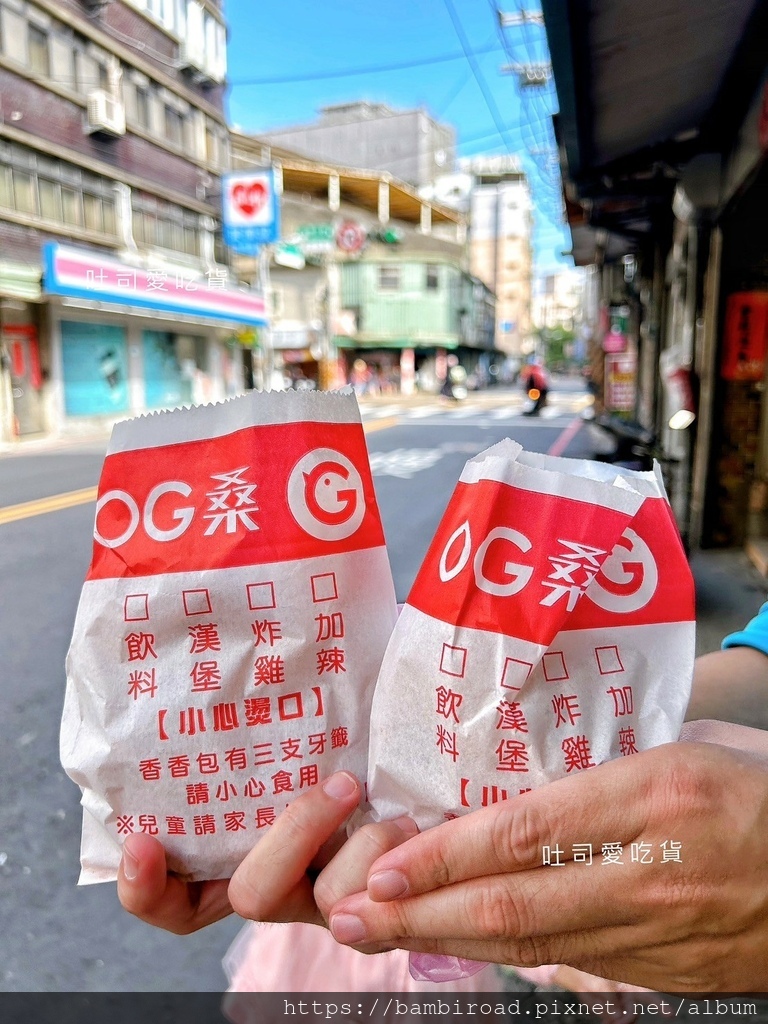 吐司愛吃貨
OG桑 G
飲料 漢堡 炸雞 加辣
【小心燙口】
香香包有三支牙籤
請小心食用
※兒童請家長
OG桑 G
飲料 漢堡 炸雞 加辣
【小
吐司愛吃貨
https://bambiroad.pixnet.net/album